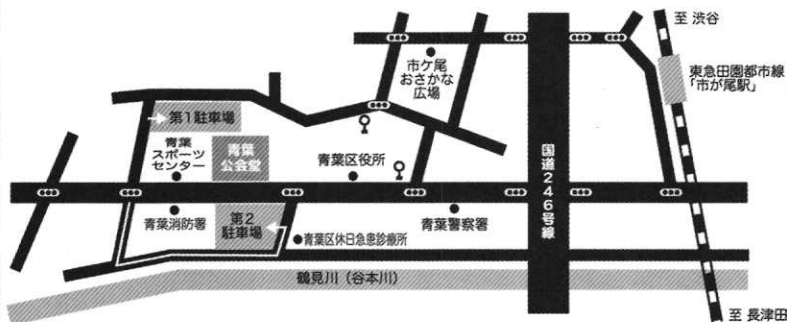 至 渋谷
東急田園都市線
「市が尾駅」
市ケ尾
おさかな
広場
第1駐車場
青葉
スポーツ
センター
青葉
公会堂
青葉区役所
国道246号線
青葉消防署
第2
駐車場
青葉区休日急患診療所
青葉警察署
鶴見川（谷本川）
至 長津田